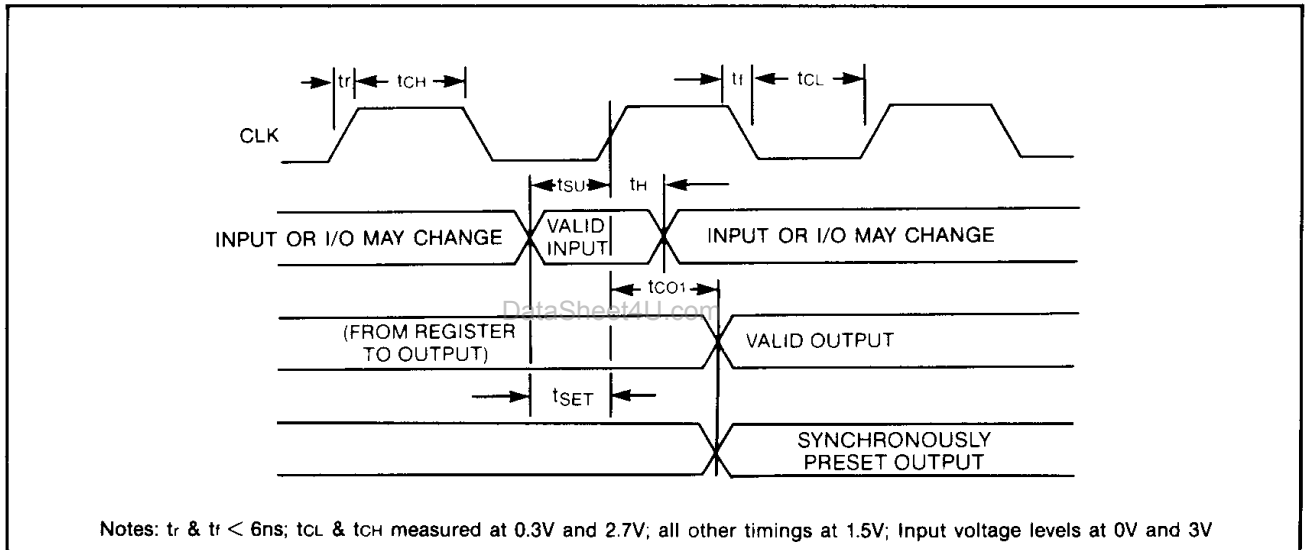 tr tCH tf tCL
CLK
tSU tH
INPUT OR I/O MAY CHANGE
VALID
INPUT
INPUT OR I/O MAY CHANGE
tCO1
DataSheet4U.com
(FROM REGISTER
TO OUTPUT)
VALID OUTPUT
tSET
SYNCHRONOUSLY
PRESET OUTPUT
Notes: tr & tf < 6ns; tCL & tCH measured at 0.3V and 2.7V; all other timings at 1.5V; Input voltage levels at 0V and 3V